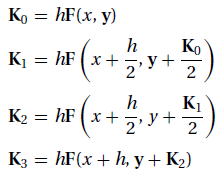 K₀ = hF(x, y)
K₁ = hF(x + h/2, y + K₀/2)
K₂ = hF(x + h/2, y + K₁/2)
K₃ = hF(x + h, y + K₂)